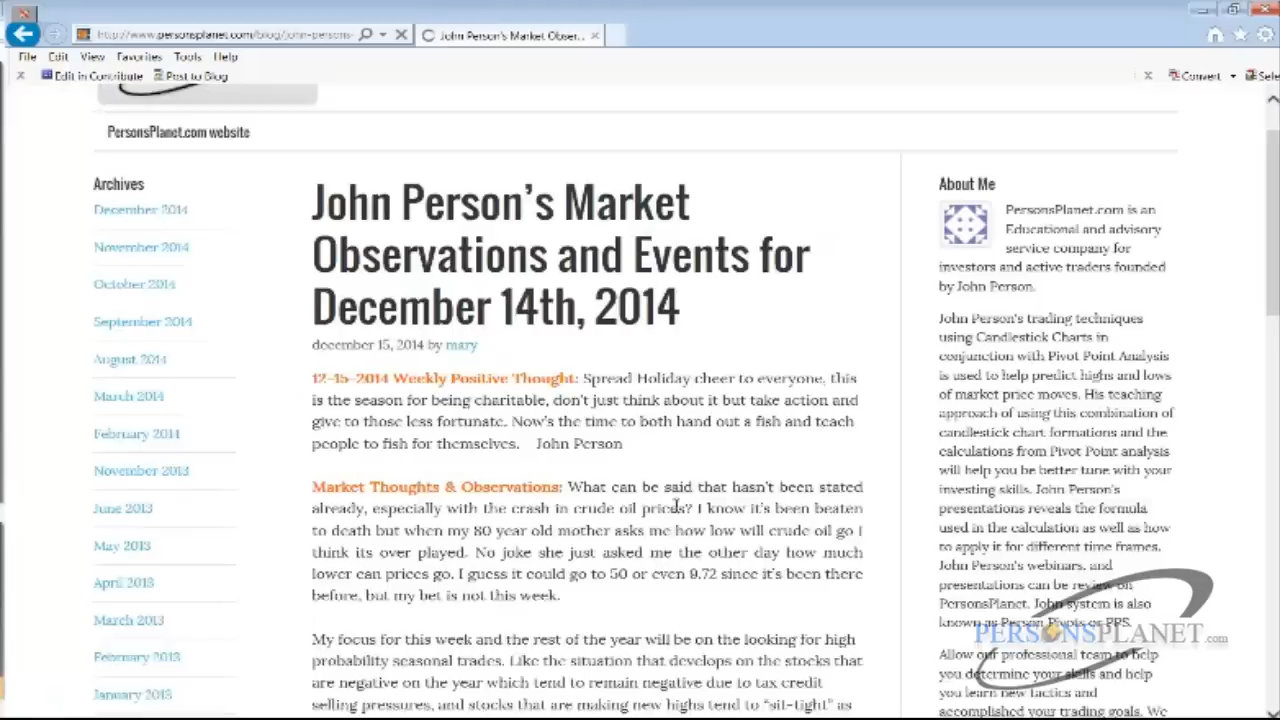 http://www.personsplanet.com/blog/john-persons-
John Person's Market Obser...
File Edit View Favorites Tools Help
Edit in Contribute Post to Blog
Convert
Sele
PersonsPlanet.com website
Archives
December 2014
November 2014
October 2014
September 2014
August 2014
March 2014
February 2014
November 2013
June 2013
May 2013
April 2013
March 2013
February 2013
January 2013
John Person's Market
Observations and Events for
December 14th, 2014
december 15, 2014 by mary
12-15-2014 Weekly Positive Thought: Spread Holiday cheer to everyone, this
is the season for being charitable, don't just think about it but take action and
give to those less fortunate. Now's the time to both hand out a fish and teach
people to fish for themselves. John Person
Market Thoughts & Observations: What can be said that hasn't been stated
already, especially with the crash in crude oil prices? I know it's been beaten
to death but when my 80 year old mother asks me how low will crude oil go I
think its over played. No joke she just asked me the other day how much
lower can prices go. I guess it could go to 50 or even 9.72 since it's been there
before, but my bet is not this week.
My focus for this week and the rest of the year will be on the looking for high
probability seasonal trades. Like the situation that develops on the stocks that
are negative on the year which tend to remain negative due to tax credit
selling pressures, and stocks that are making new highs tend to "sit-tight" as
About Me
PersonsPlanet.com is an
Educational and advisory
service company for
investors and active traders founded
by John Person.
John Person's trading techniques
using Candlestick Charts in
conjunction with Pivot Point Analysis
is used to help predict highs and lows
of market price moves. His teaching
approach of using this combination of
candlestick chart formations and the
calculations from Pivot Point analysis
will help you be better tune with your
investing skills. John Person's
presentations reveals the formula
used in the calculation as well as how
to apply it for different time frames.
John Person's webinars, and
presentations can be review on
PersonsPlanet. John system is also
known as Person Pivots or PPS.
Allow our professional team to help
you determine your skills and help
you learn new tactics and
accomplished your trading goals. We
PERSONSPLANET.com